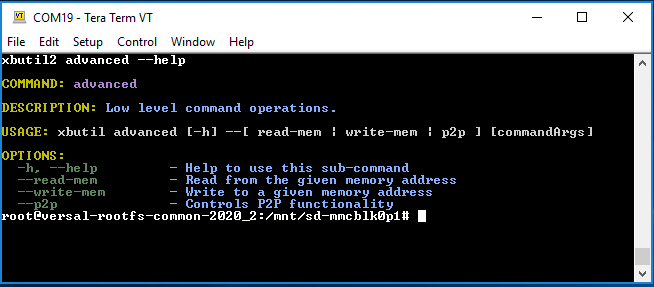 VT COM19 - Tera Term VT
File Edit Setup Control Window Help
xbutil2 advanced --help
COMMAND: advanced
DESCRIPTION: Low level command operations.
USAGE: xbutil advanced [-h] --[ read-mem ¦ write-mem ¦ p2p ] [commandArgs]
OPTIONS:
-h, --help - Help to use this sub-command
--read-mem - Read from the given memory address
--write-mem - Write to a given memory address
--p2p - Controls P2P functionality
root@versal-rootfs-common-2020_2:/mnt/sd-mmcblk0p1#